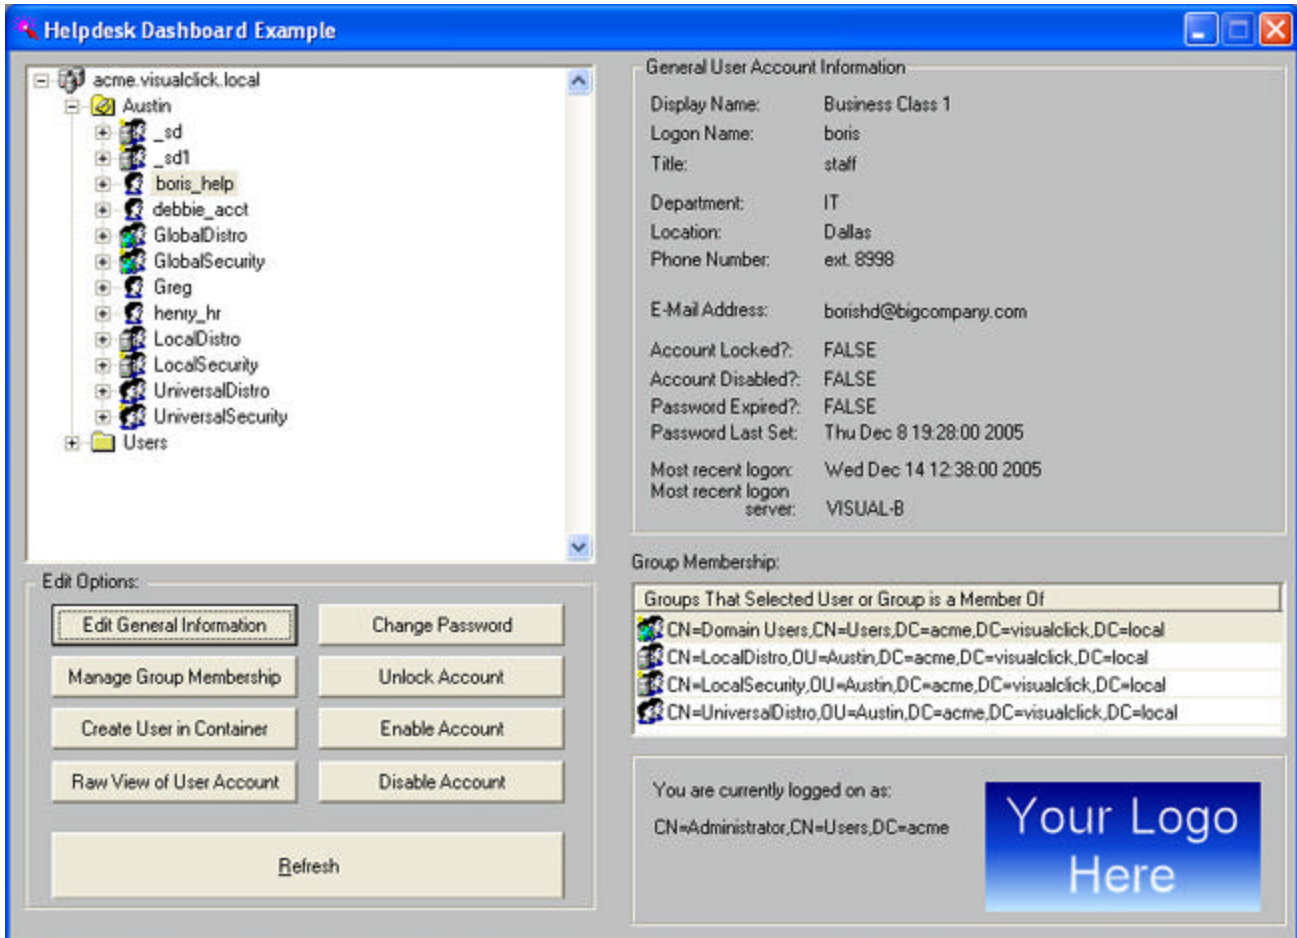 Helpdesk Dashboard Example
acme.visualclick.local
Austin
_sd
_sd1
boris_help
debbie_acct
GlobalDistro
GlobalSecurity
Greg
henry_hr
LocalDistro
LocalSecurity
UniversalDistro
UniversalSecurity
Users
Edit Options:
Edit General Information
Change Password
Manage Group Membership
Unlock Account
Create User in Container
Enable Account
Raw View of User Account
Disable Account
Refresh
General User Account Information
Display Name: Business Class 1
Logon Name: boris
Title: staff
Department: IT
Location: Dallas
Phone Number: ext. 8998
E-Mail Address: borishd@bigcompany.com
Account Locked?: FALSE
Account Disabled?: FALSE
Password Expired?: FALSE
Password Last Set: Thu Dec 8 19:28:00 2005
Most recent logon: Wed Dec 14 12:38:00 2005
Most recent logon
server: VISUAL-B
Group Membership:
Groups That Selected User or Group is a Member Of
CN=Domain Users,CN=Users,DC=acme,DC=visualclick,DC=local
CN=LocalDistro,OU=Austin,DC=acme,DC=visualclick,DC=local
CN=LocalSecurity,OU=Austin,DC=acme,DC=visualclick,DC=local
CN=UniversalDistro,OU=Austin,DC=acme,DC=visualclick,DC=local
You are currently logged on as:
CN=Administrator,CN=Users,DC=acme
Your Logo
Here